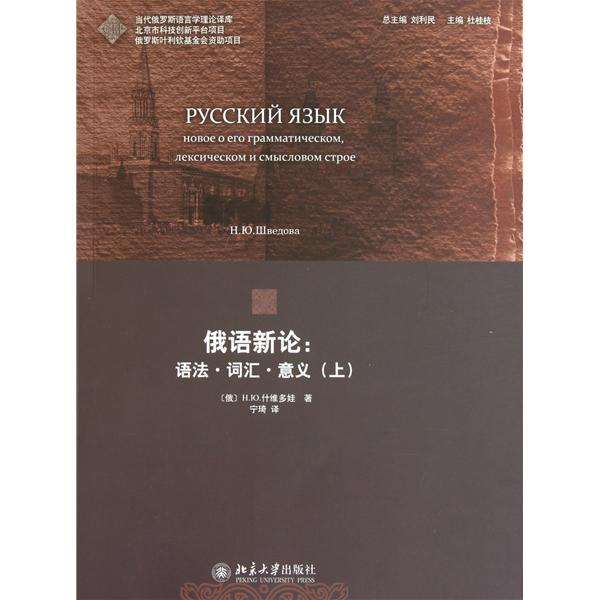 当代俄罗斯语言学理论译库
北京市科技创新平台项目
俄罗斯叶利钦基金会资助项目
总主编 刘利民 主编 杜桂枝
РУССКИЙ ЯЗЫК
новое о его грамматическом,
лексическом и смысловом строе
Н.Ю.Шведова
俄语新论：
语法·词汇·意义（上）
〔俄〕Н.Ю.什维多娃 著
宁琦 译
北京大学出版社
PEKING UNIVERSITY PRESS